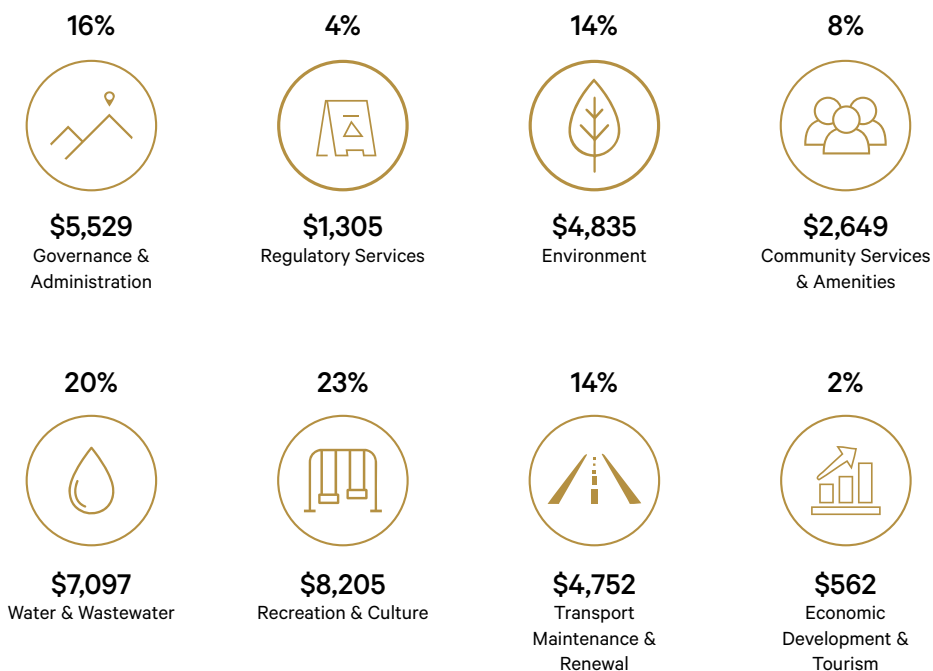 16%
$5,529
Governance &
Administration
4%
$1,305
Regulatory Services
14%
$4,835
Environment
8%
$2,649
Community Services
& Amenities
20%
$7,097
Water & Wastewater
23%
$8,205
Recreation & Culture
14%
$4,752
Transport
Maintenance &
Renewal
2%
$562
Economic
Development &
Tourism